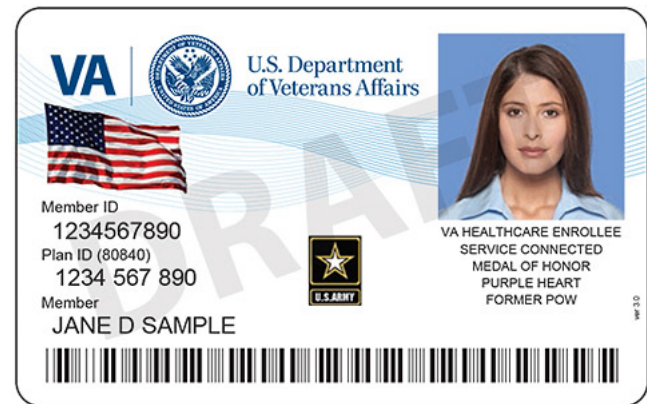 VA
U.S. Department
of Veterans Affairs
DRAFT
Member ID
1234567890
Plan ID (80840)
1234 567 890
Member
JANE D SAMPLE
U.S.ARMY
VA HEALTHCARE ENROLLEE
SERVICE CONNECTED
MEDAL OF HONOR
PURPLE HEART
FORMER POW
ver 3.0